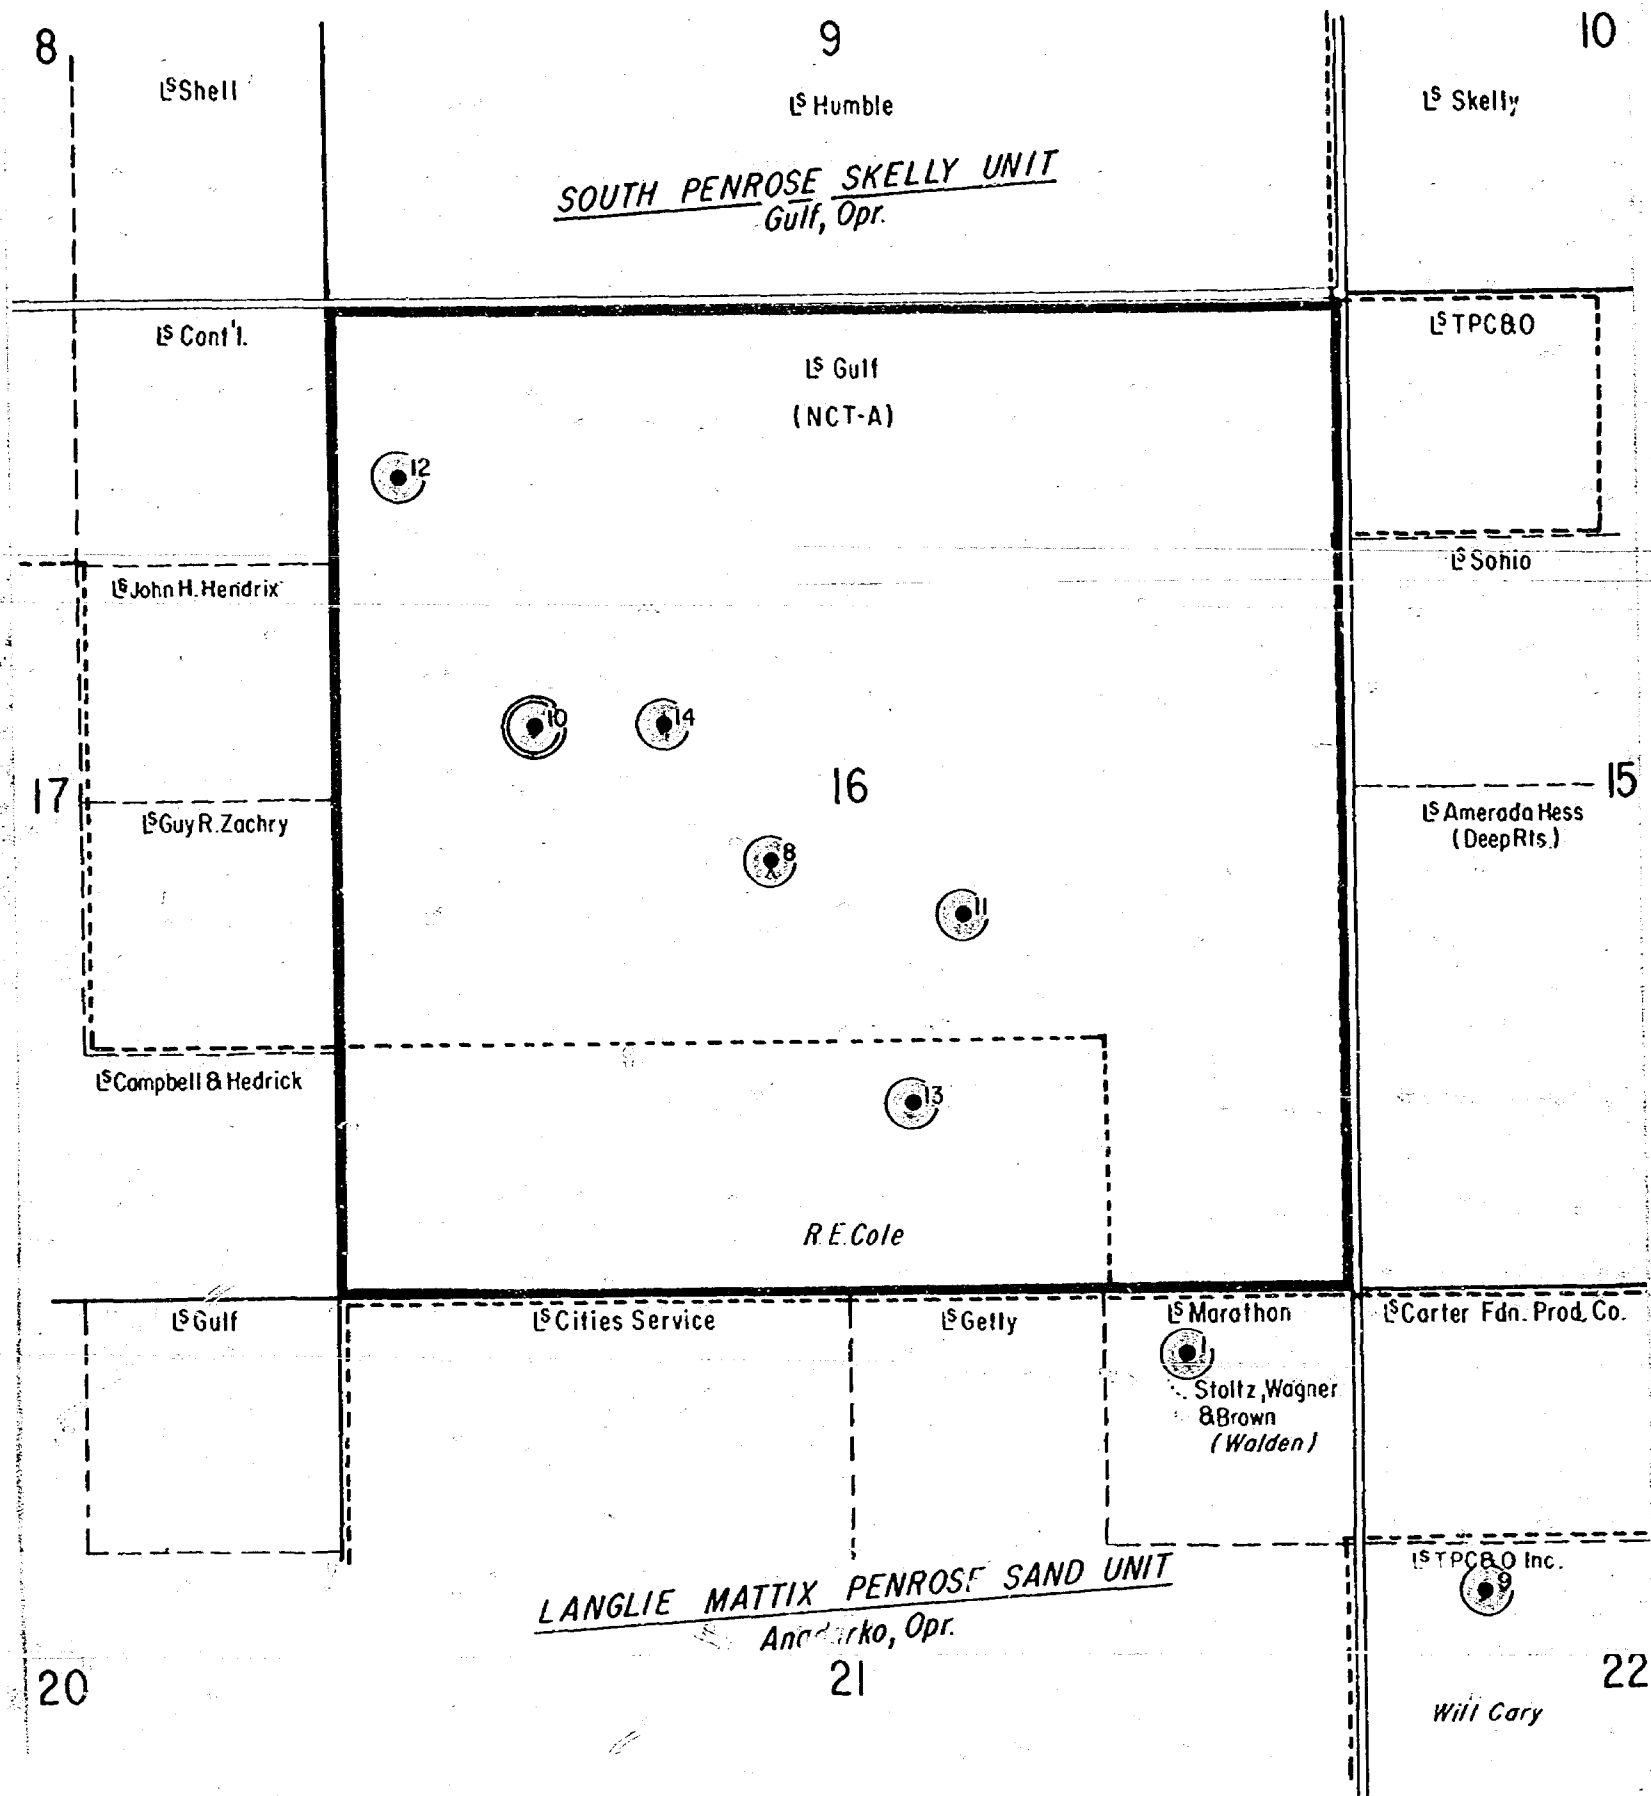 8
9
10
LS Shell
LS Humble
LS Skelly
SOUTH PENROSE SKELLY UNIT
Gulf, Opr.
LS Cont'l.
LS Gulf
(NCT-A)
LS TPC&O
12
LS Sohio
LS John H. Hendrix
10
14
17
16
15
LS Guy R. Zachry
LS Amerada Hess
(Deep Rts.)
8
11
LS Campbell & Hedrick
13
R.E. Cole
LS Gulf
LS Cities Service
LS Getty
LS Marathon
LS Carter Fdn. Prod. Co.
1
Stoltz, Wagner
& Brown
(Walden)
LS TPC&O Inc.
9
LANGLIE MATTIX PENROSE SAND UNIT
Anadarko, Opr.
20
21
22
Will Cary